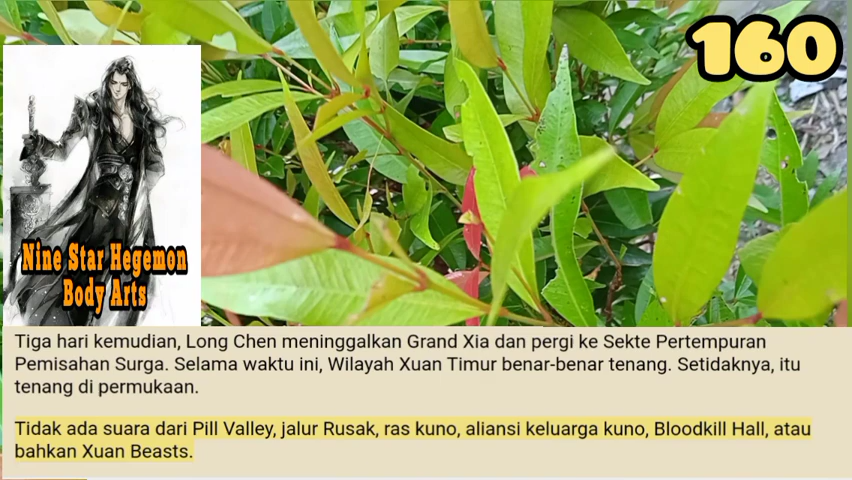 160
Nine Star Hegemon
Body Arts
Tiga hari kemudian, Long Chen meninggalkan Grand Xia dan pergi ke Sekte Pertempuran
Pemisahan Surga. Selama waktu ini, Wilayah Xuan Timur benar-benar tenang. Setidaknya, itu
tenang di permukaan.
Tidak ada suara dari Pill Valley, jalur Rusak, ras kuno, aliansi keluarga kuno, Bloodkill Hall, atau
bahkan Xuan Beasts.